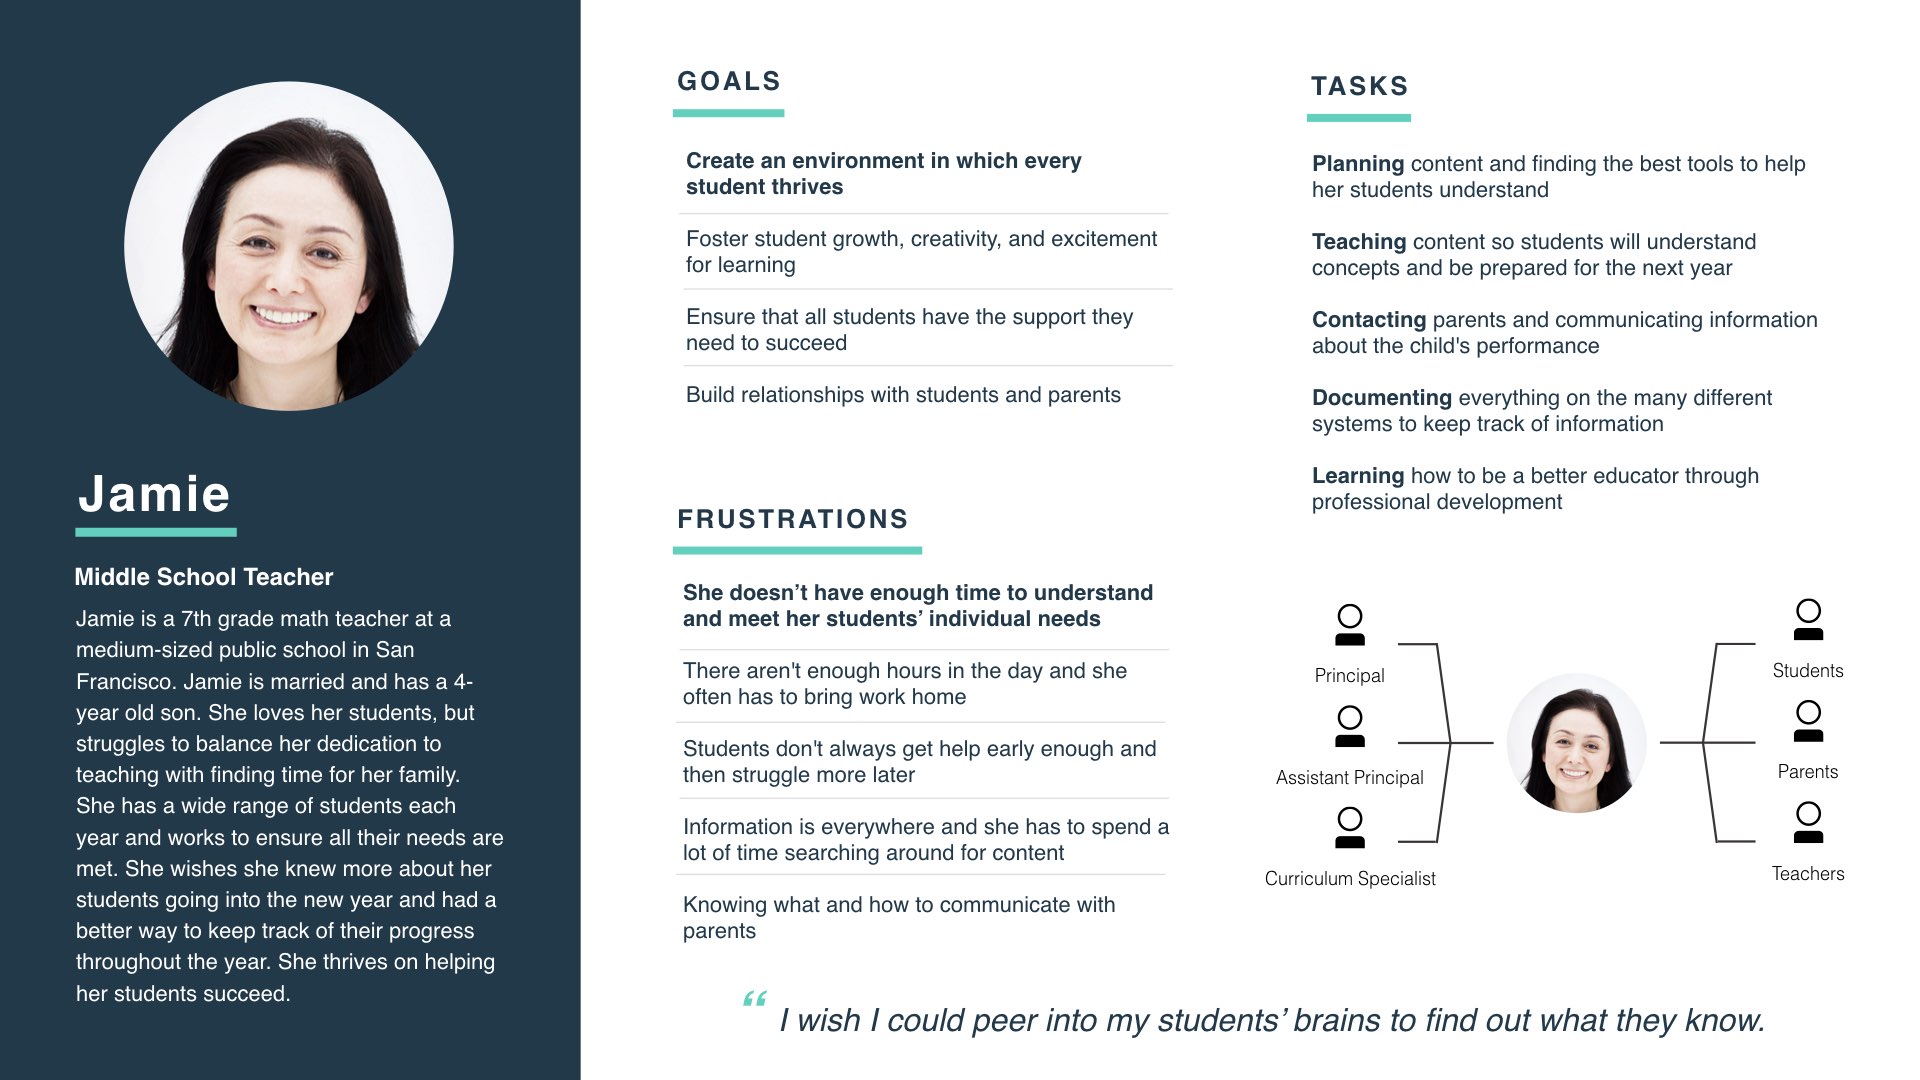 Jamie
Middle School Teacher
Jamie is a 7th grade math teacher at a
medium-sized public school in San
Francisco. Jamie is married and has a 4-
year old son. She loves her students, but
struggles to balance her dedication to
teaching with finding time for her family.
She has a wide range of students each
year and works to ensure all their needs are
met. She wishes she knew more about her
students going into the new year and had a
better way to keep track of their progress
throughout the year. She thrives on helping
her students succeed.
GOALS
Create an environment in which every
student thrives
Foster student growth, creativity, and excitement
for learning
Ensure that all students have the support they
need to succeed
Build relationships with students and parents
FRUSTRATIONS
She doesn’t have enough time to understand
and meet her students’ individual needs
There aren't enough hours in the day and she
often has to bring work home
Students don't always get help early enough and
then struggle more later
Information is everywhere and she has to spend a
lot of time searching around for content
Knowing what and how to communicate with
parents
TASKS
Planning content and finding the best tools to help
her students understand
Teaching content so students will understand
concepts and be prepared for the next year
Contacting parents and communicating information
about the child's performance
Documenting everything on the many different
systems to keep track of information
Learning how to be a better educator through
professional development
Principal
Assistant Principal
Curriculum Specialist
Students
Parents
Teachers
“ I wish I could peer into my students’ brains to find out what they know.